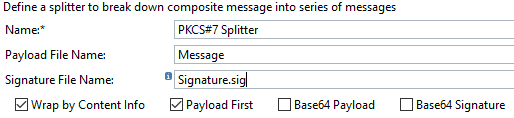 Define a splitter to break down composite message into series of messages
Name:* PKCS#7 Splitter
Payload File Name: Message
Signature File Name: Signature.sig
Wrap by Content Info Payload First Base64 Payload Base64 Signature